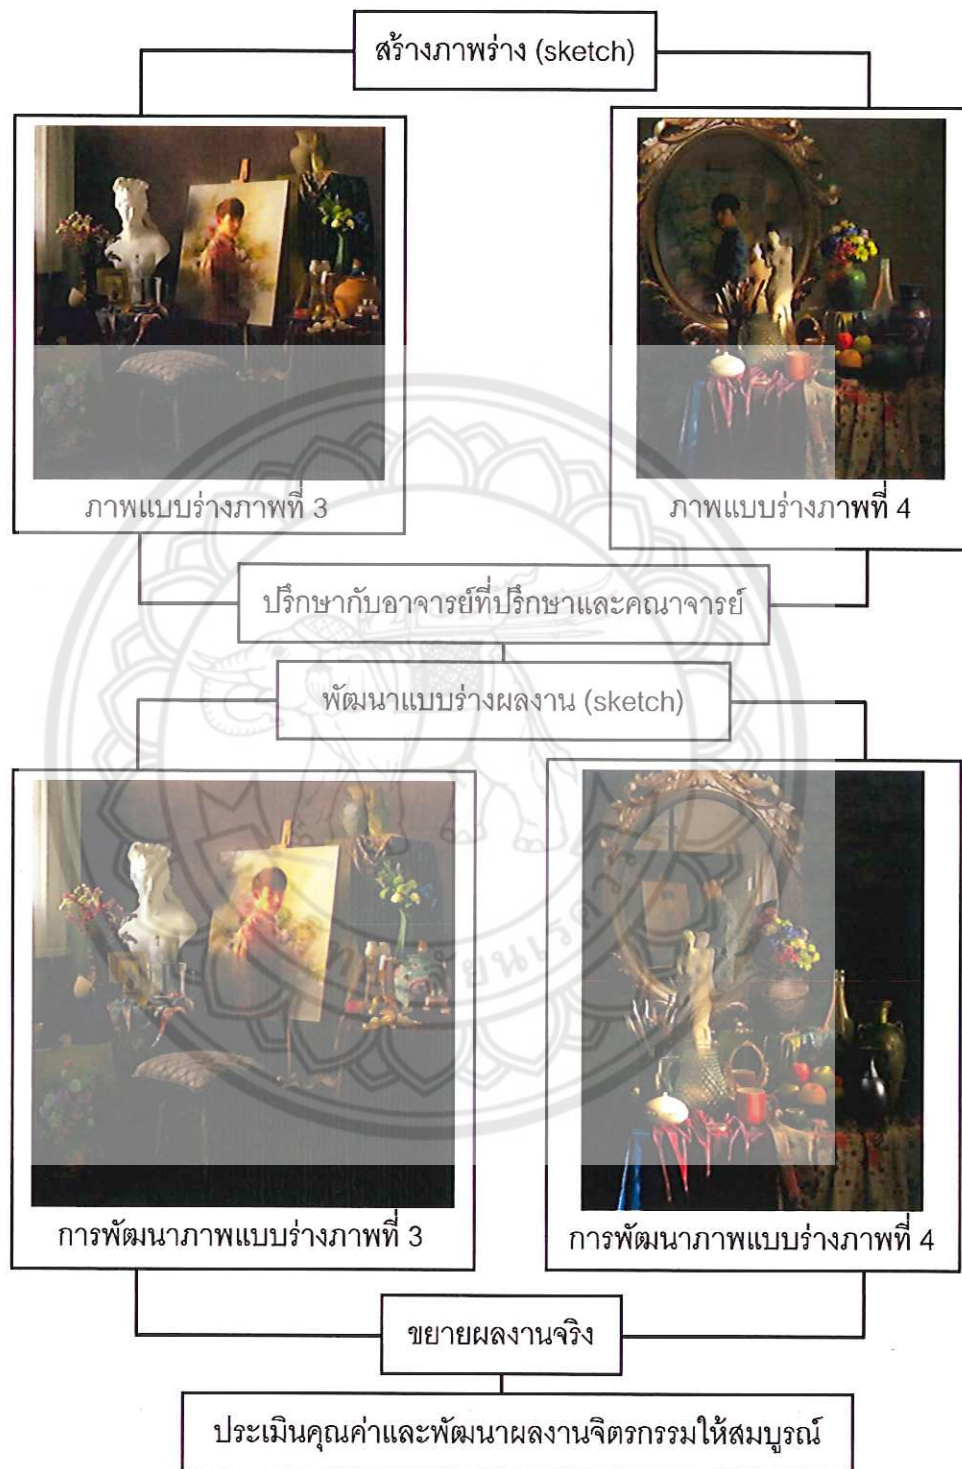 สร้างภาพร่าง (sketch)
ภาพแบบร่างภาพที่ 3
ภาพแบบร่างภาพที่ 4
ปรึกษากับอาจารย์ที่ปรึกษาและคณาจารย์
พัฒนาแบบร่างผลงาน (sketch)
การพัฒนาภาพแบบร่างภาพที่ 3
การพัฒนาภาพแบบร่างภาพที่ 4
ขยายผลงานจริง
ประเมินคุณค่าและพัฒนาผลงานจิตรกรรมให้สมบูรณ์